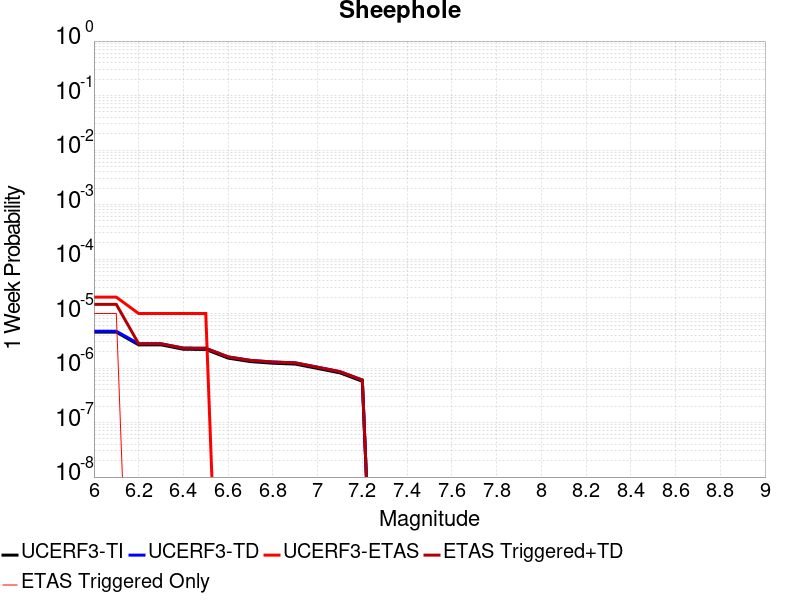 Sheephole
10^0
10^-1
10^-2
10^-3
10^-4
10^-5
10^-6
10^-7
10^-8
1 Week Probability
6 6.2 6.4 6.6 6.8 7 7.2 7.4 7.6 7.8 8 8.2 8.4 8.6 8.8 9
Magnitude
UCERF3-TI UCERF3-TD UCERF3-ETAS ETAS Triggered+TD
ETAS Triggered Only